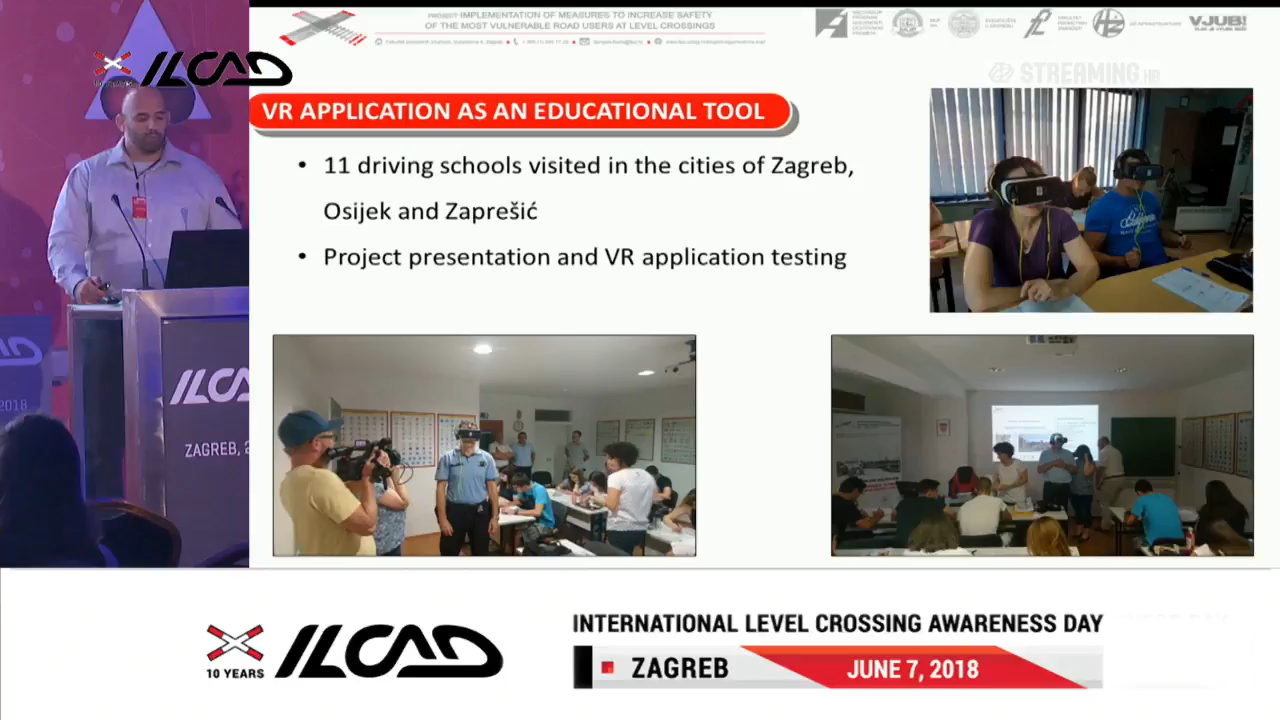 PROJECT: IMPLEMENTATION OF MEASURES TO INCREASE SAFETY
OF THE MOST VULNERABLE ROAD USERS AT LEVEL CROSSINGS
VJUB!
ILCAD
STREAMING.HR
VR APPLICATION AS AN EDUCATIONAL TOOL
• 11 driving schools visited in the cities of Zagreb,
Osijek and Zaprešić
• Project presentation and VR application testing
ILCA
ZAGREB, 2
2018
10 YEARS
ILCAD
INTERNATIONAL LEVEL CROSSING AWARENESS DAY
ZAGREB
JUNE 7, 2018